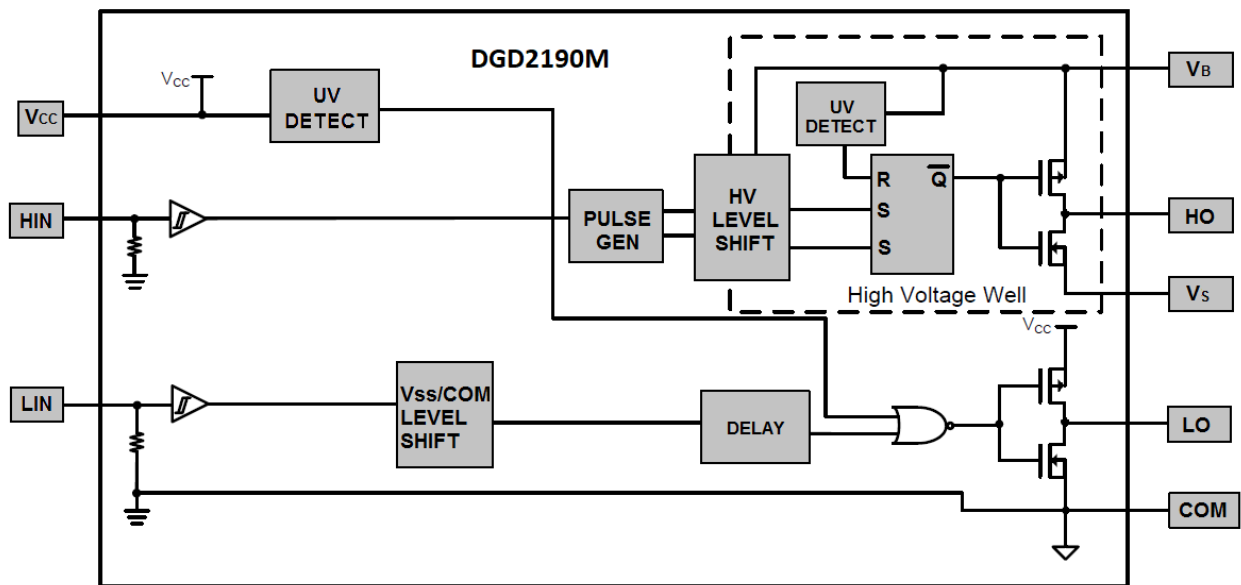 DGD2190M
VCC
VCC
UV
DETECT
VB
UV
DETECT
HIN
PULSE
GEN
HV
LEVEL
SHIFT
R
S
S
Q
HO
High Voltage Well
VS
VCC
LIN
Vss/COM
LEVEL
SHIFT
DELAY
LO
COM